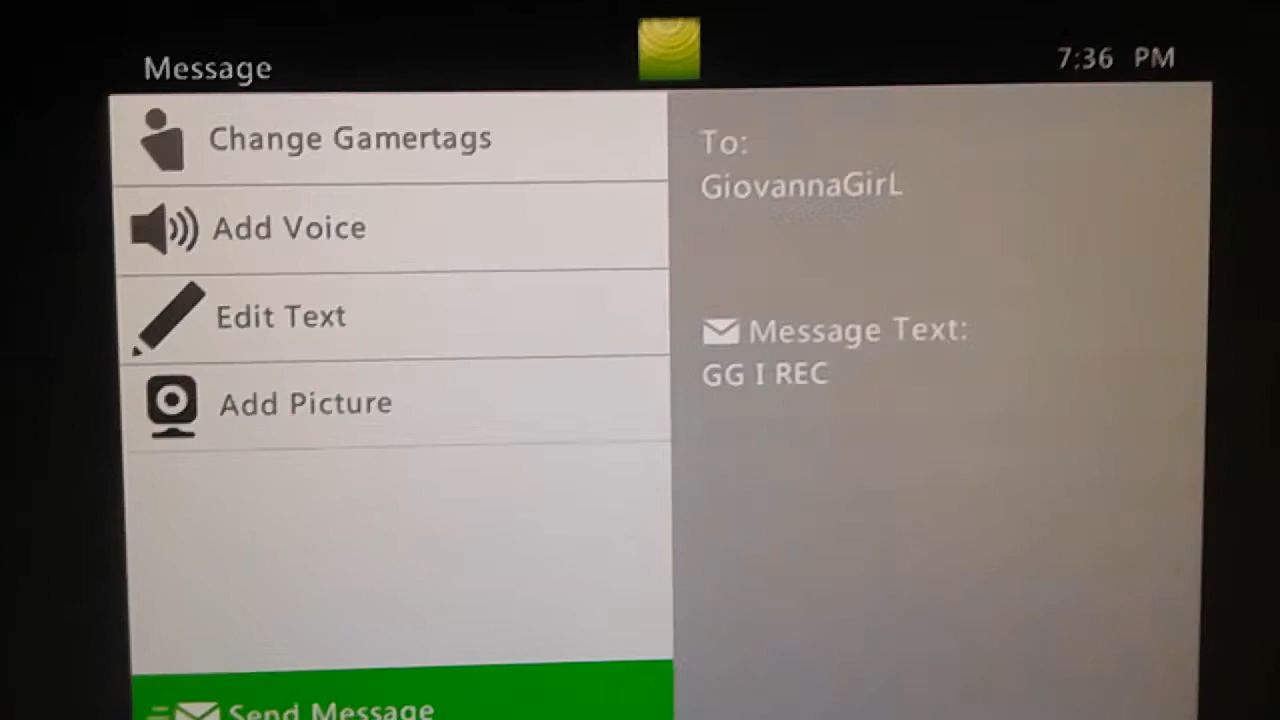 Message
7:36 PM
Change Gamertags
Add Voice
Edit Text
Add Picture
Send Message
To:
GiovannaGirL
Message Text:
GG I REC